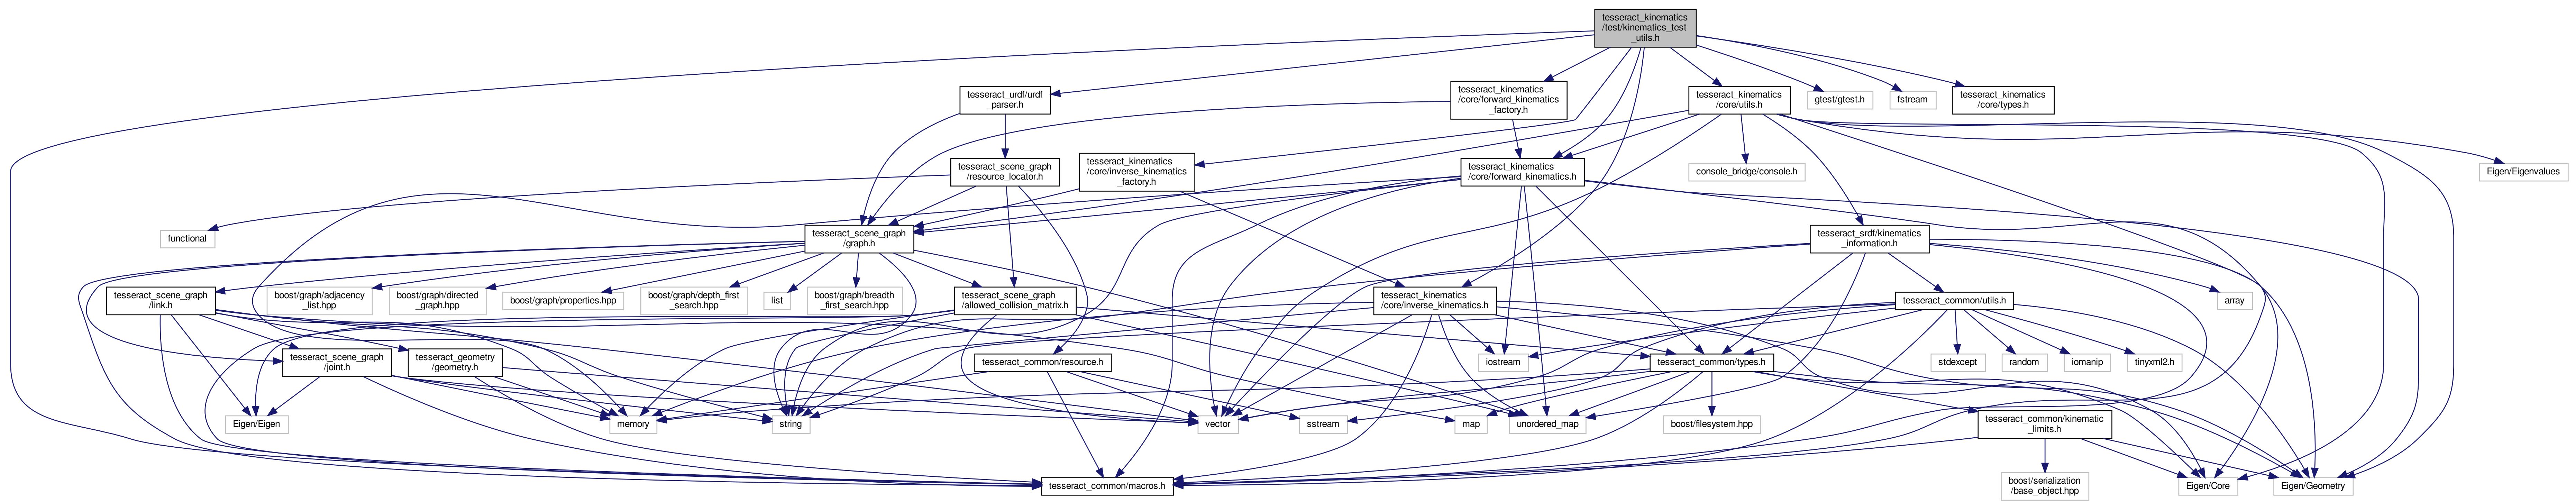 tesseract_kinematics
/test/kinematics_test
_utils.h
tesseract_urdf/urdf
_parser.h
tesseract_kinematics
/core/forward_kinematics
_factory.h
tesseract_kinematics
/core/utils.h
gtest/gtest.h
fstream
tesseract_kinematics
/core/types.h
tesseract_scene_graph
/resource_locator.h
tesseract_kinematics
/core/inverse_kinematics
_factory.h
tesseract_kinematics
/core/forward_kinematics.h
console_bridge/console.h
Eigen/Eigenvalues
functional
tesseract_scene_graph
/graph.h
tesseract_srdf/kinematics
_information.h
tesseract_scene_graph
/link.h
boost/graph/adjacency
_list.hpp
boost/graph/directed
_graph.hpp
boost/graph/properties.hpp
boost/graph/depth_first
_search.hpp
list
boost/graph/breadth
_first_search.hpp
tesseract_scene_graph
/allowed_collision_matrix.h
tesseract_kinematics
/core/inverse_kinematics.h
tesseract_common/utils.h
array
tesseract_scene_graph
/joint.h
tesseract_geometry
/geometry.h
tesseract_common/resource.h
iostream
tesseract_common/types.h
stdexcept
random
iomanip
tinyxml2.h
Eigen/Eigen
memory
string
vector
sstream
map
unordered_map
boost/filesystem.hpp
tesseract_common/kinematic
_limits.h
tesseract_common/macros.h
boost/serialization
/base_object.hpp
Eigen/Core
Eigen/Geometry